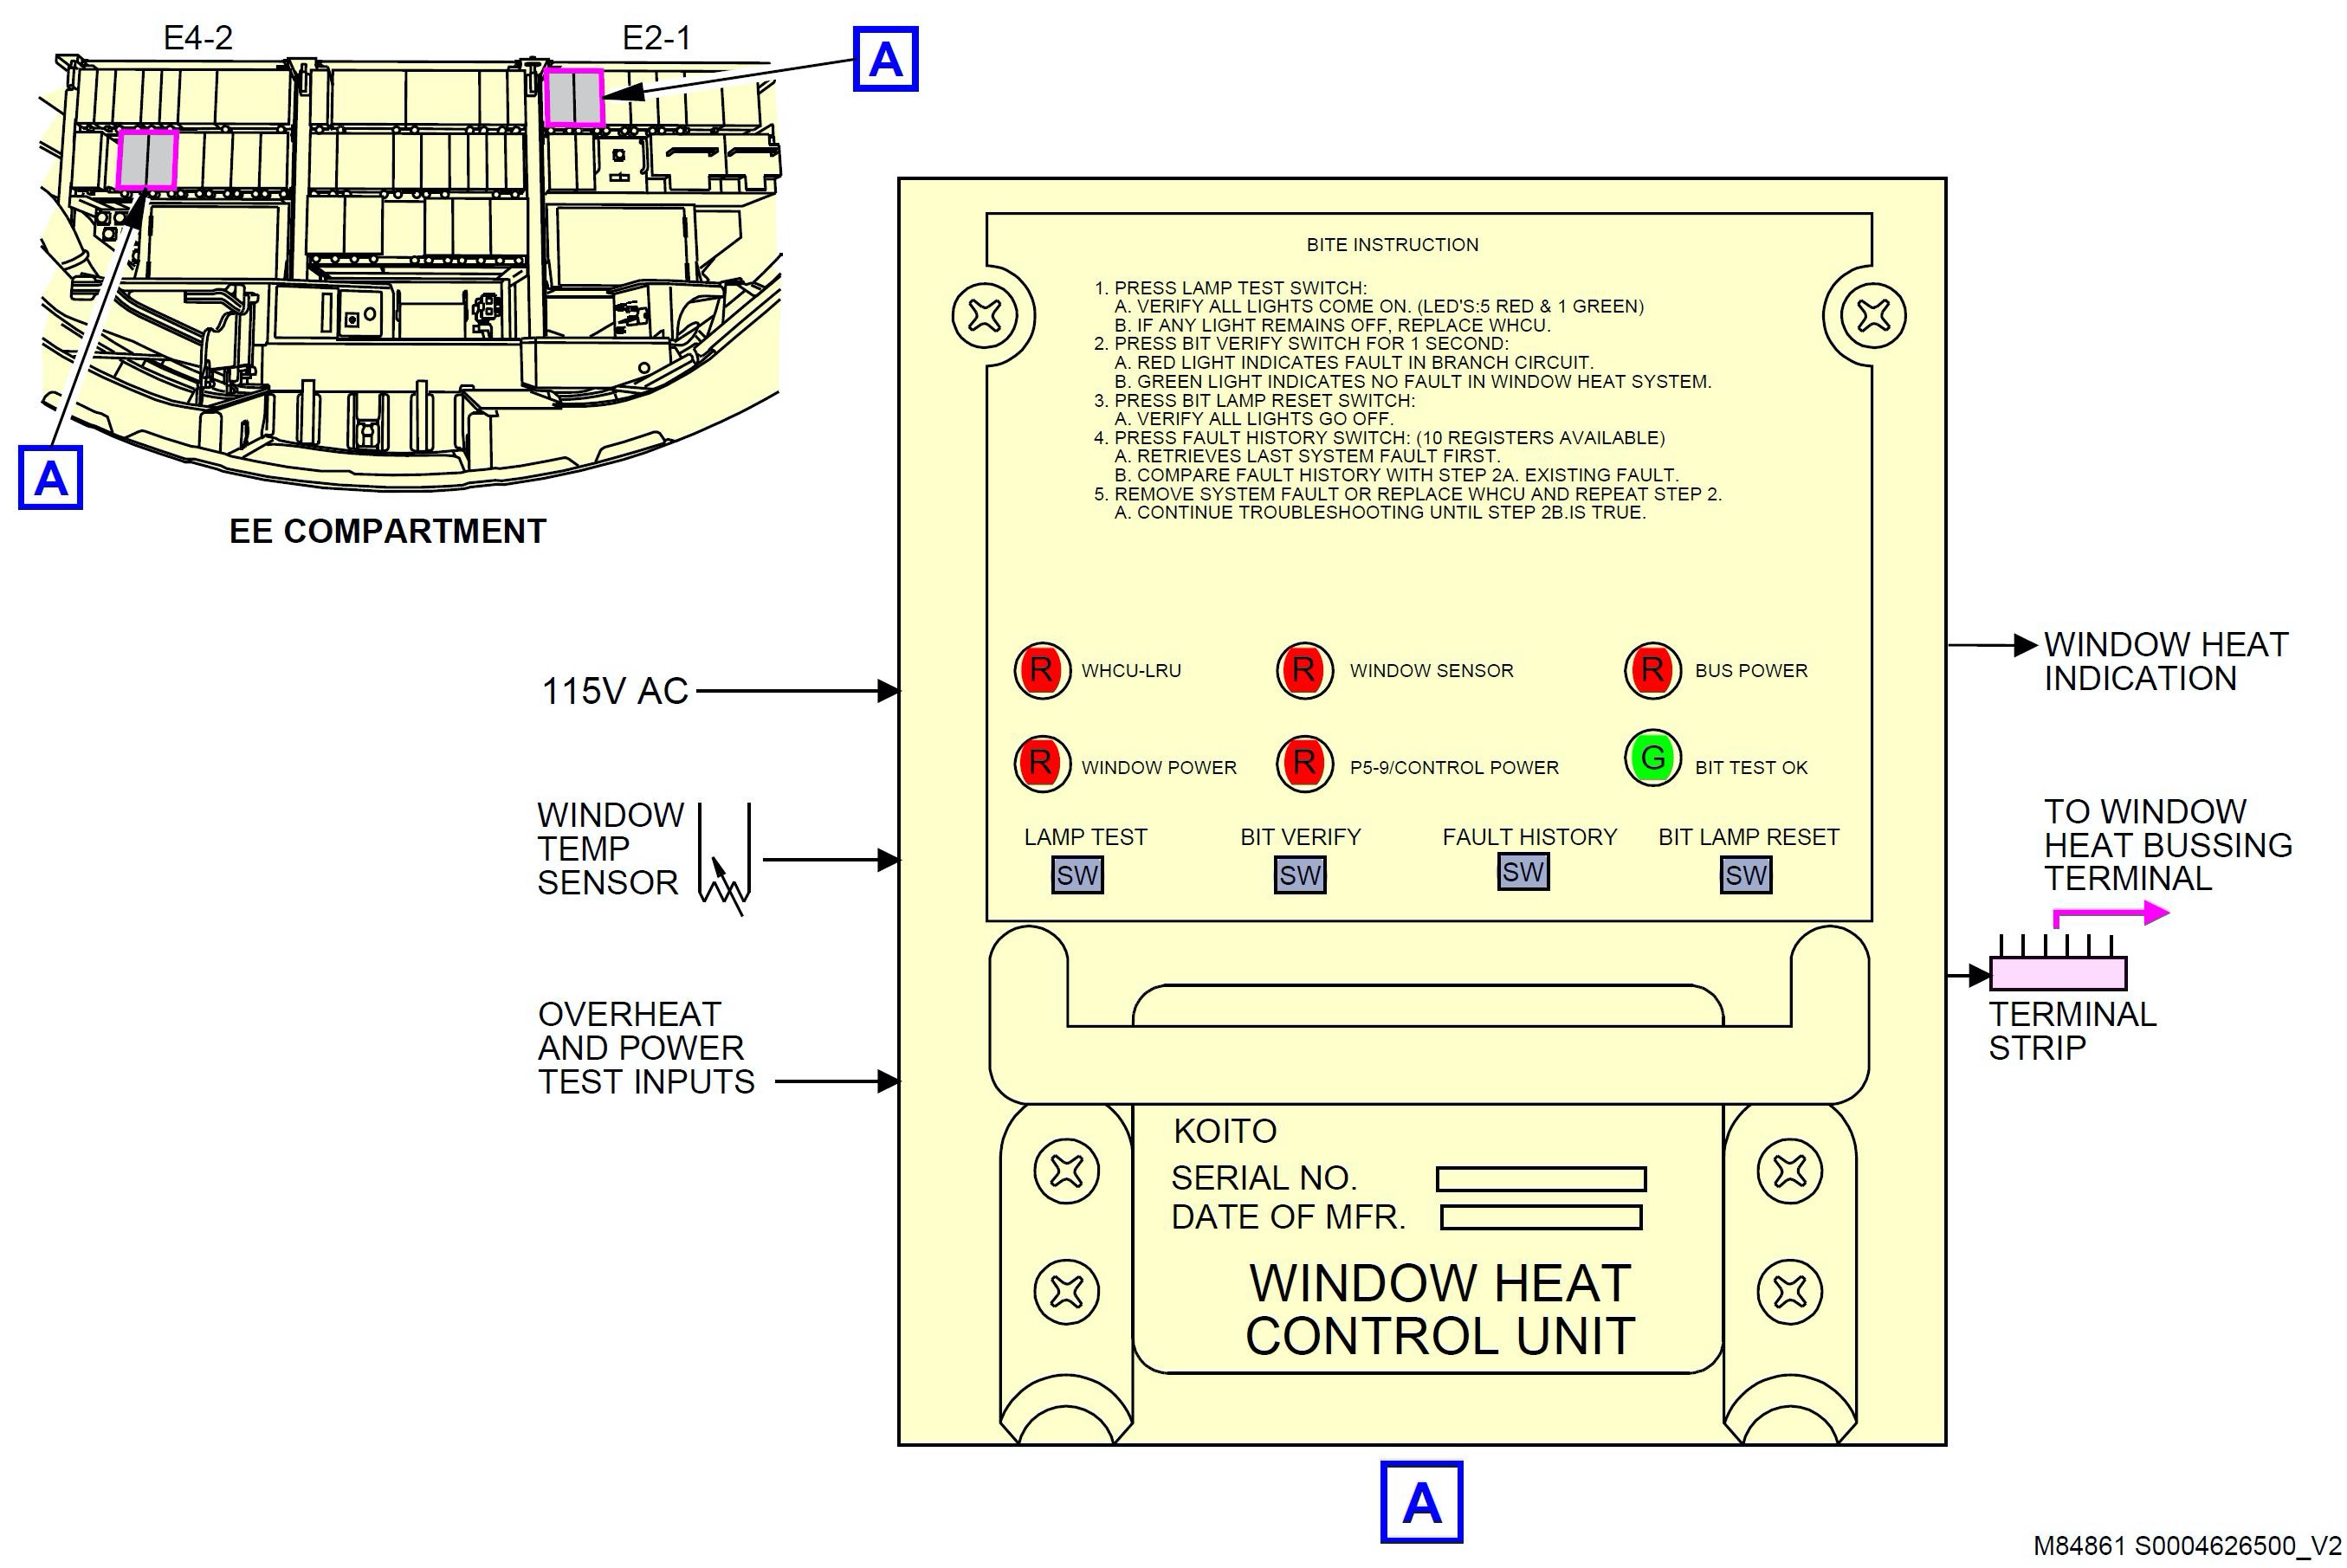 E4-2
E2-1
A
A
EE COMPARTMENT
BITE INSTRUCTION
1. PRESS LAMP TEST SWITCH:
A. VERIFY ALL LIGHTS COME ON. (LED'S:5 RED & 1 GREEN)
B. IF ANY LIGHT REMAINS OFF, REPLACE WHCU.
2. PRESS BIT VERIFY SWITCH FOR 1 SECOND:
A. RED LIGHT INDICATES FAULT IN BRANCH CIRCUIT.
B. GREEN LIGHT INDICATES NO FAULT IN WINDOW HEAT SYSTEM.
3. PRESS BIT LAMP RESET SWITCH:
A. VERIFY ALL LIGHTS GO OFF.
4. PRESS FAULT HISTORY SWITCH: (10 REGISTERS AVAILABLE)
A. RETRIEVES LAST SYSTEM FAULT FIRST.
B. COMPARE FAULT HISTORY WITH STEP 2A. EXISTING FAULT.
5. REMOVE SYSTEM FAULT OR REPLACE WHCU AND REPEAT STEP 2.
A. CONTINUE TROUBLESHOOTING UNTIL STEP 2B.IS TRUE.
R WHCU-LRU
R WINDOW SENSOR
R BUS POWER
R WINDOW POWER
R P5-9/CONTROL POWER
G BIT TEST OK
LAMP TEST
BIT VERIFY
FAULT HISTORY
BIT LAMP RESET
SW
SW
SW
SW
115V AC
WINDOW
TEMP
SENSOR
OVERHEAT
AND POWER
TEST INPUTS
WINDOW HEAT
INDICATION
TO WINDOW
HEAT BUSSING
TERMINAL
TERMINAL
STRIP
KOITO
SERIAL NO.
DATE OF MFR.
WINDOW HEAT
CONTROL UNIT
A
M84861 S0004626500_V2